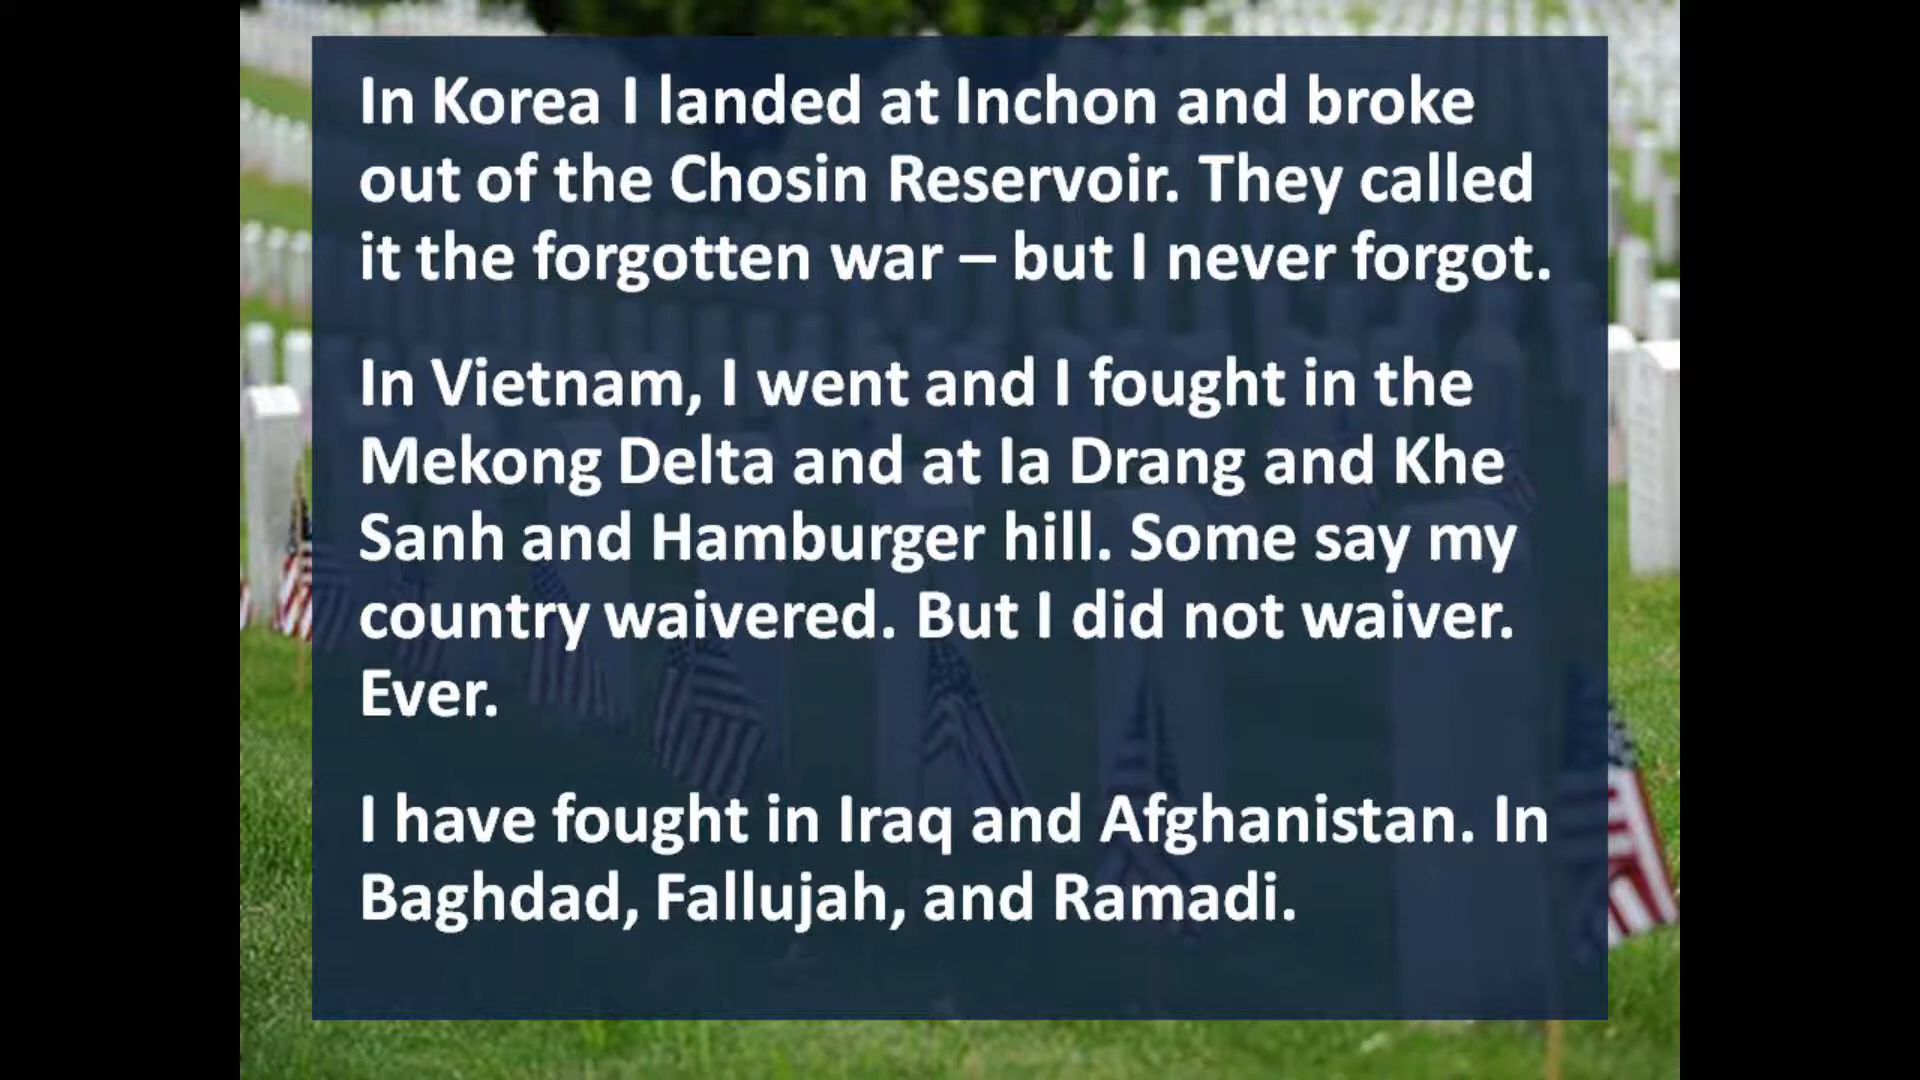 In Korea I landed at Inchon and broke
out of the Chosin Reservoir. They called
it the forgotten war – but I never forgot.
In Vietnam, I went and I fought in the
Mekong Delta and at Ia Drang and Khe
Sanh and Hamburger hill. Some say my
country waivered. But I did not waiver.
Ever.
I have fought in Iraq and Afghanistan. In
Baghdad, Fallujah, and Ramadi.